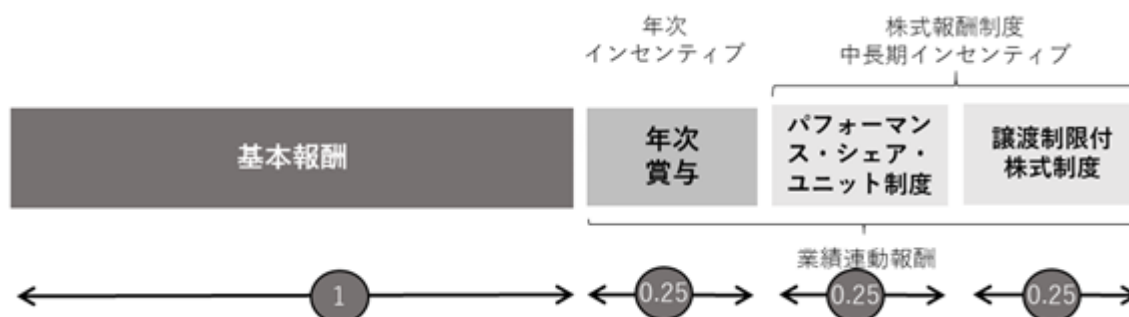 年次
インセンティブ
株式報酬制度
中長期インセンティブ
基本報酬
年次
賞与
パフォーマン
ス・シェア・
ユニット制度
譲渡制限付
株式制度
業績連動報酬
1
0.25
0.25
0.25